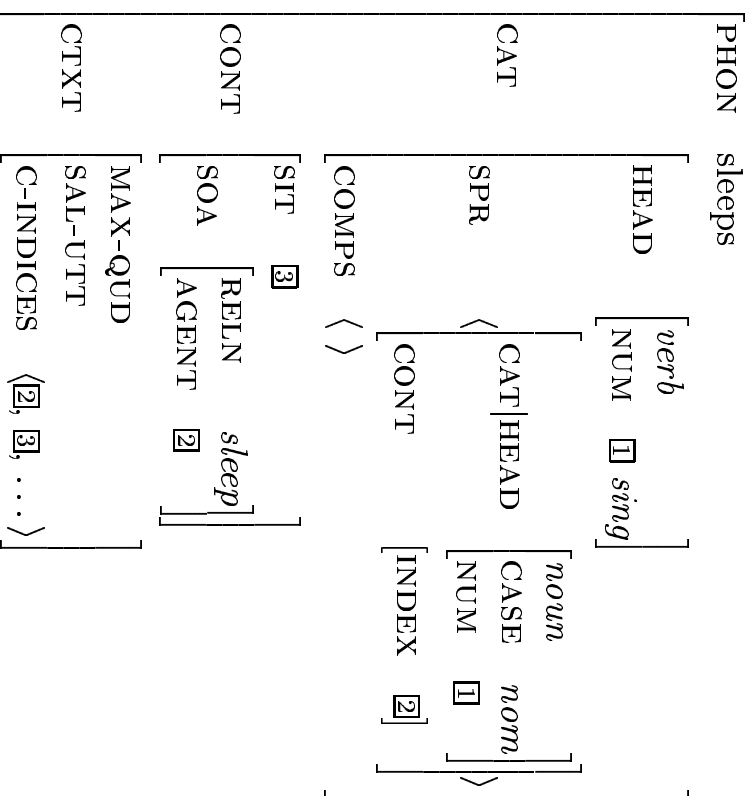 PHON sleeps
CAT
HEAD
verb
NUM 1 sing
SPR
⟨
CAT|HEAD
noun
CASE nom
NUM 1
CONT
INDEX 2
⟩
COMPS ⟨ ⟩
CONT
SIT 3
SOA
RELN sleep
AGENT 2
CTXT
MAX-QUD
SAL-UTT
C-INDICES ⟨2, 3, ...⟩